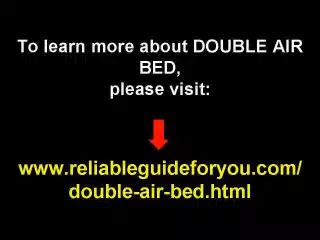 To learn more about DOUBLE AIR
BED,
please visit:
www.reliableguideforyou.com/
double-air-bed.html